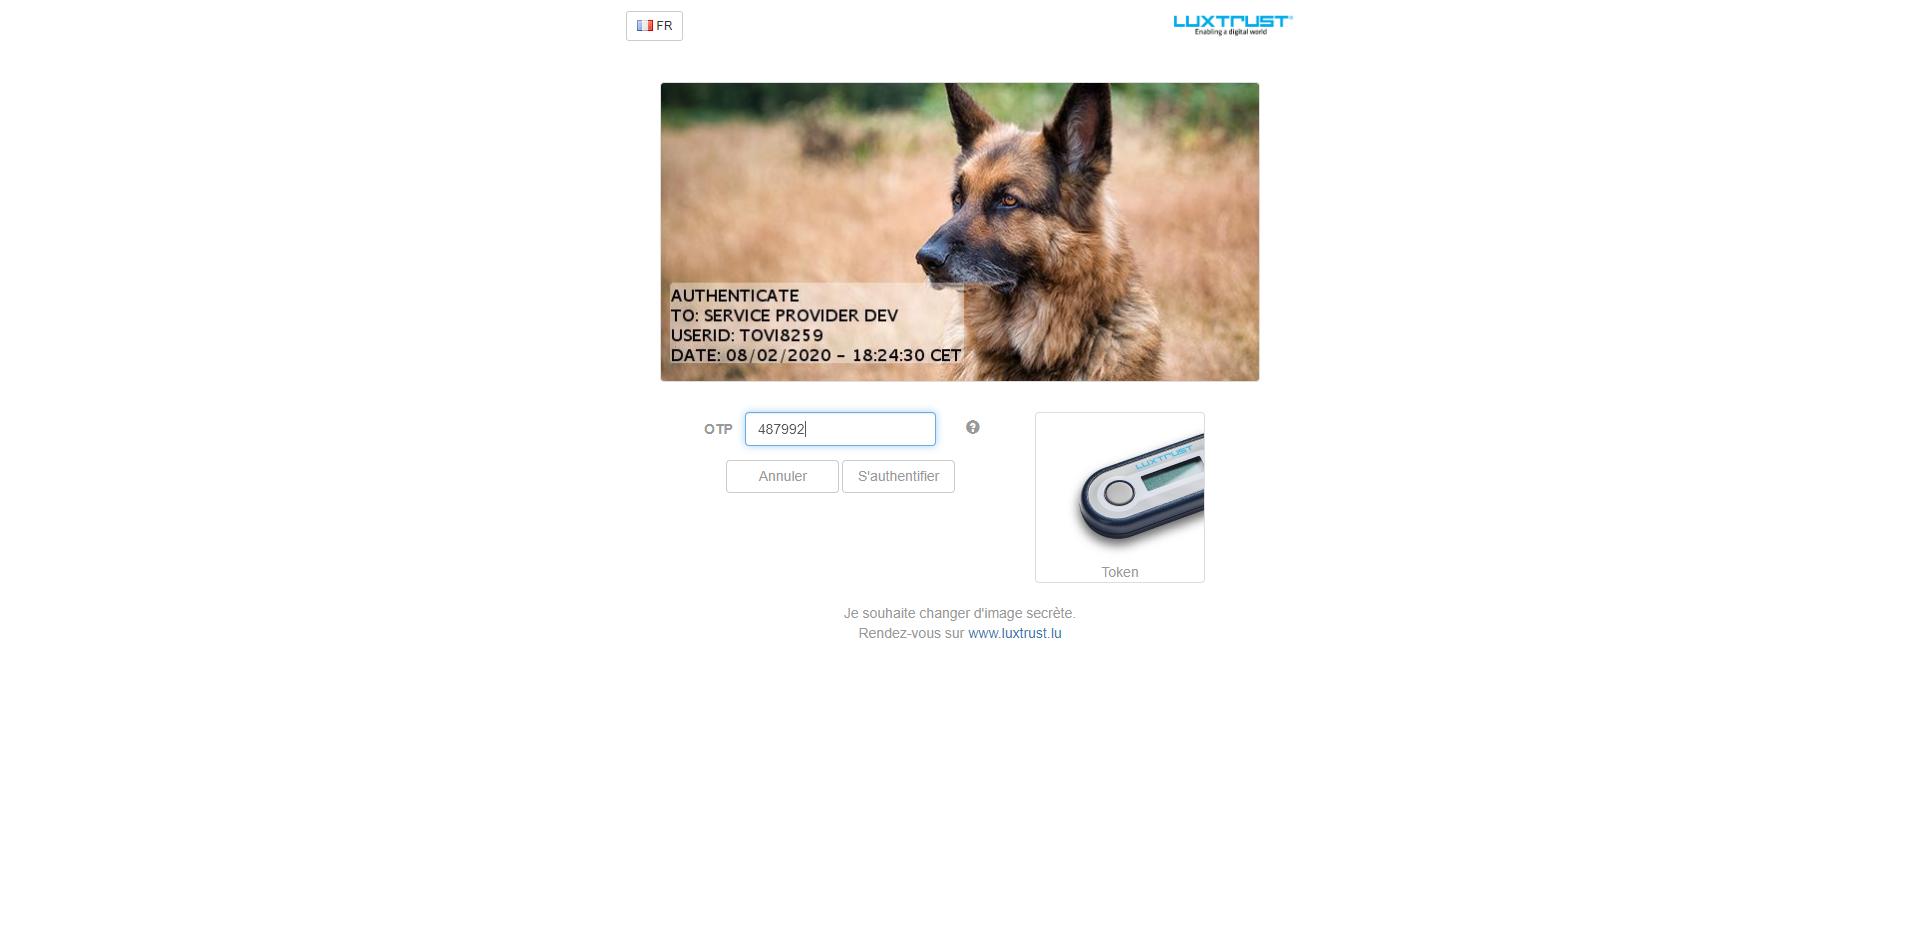 FR
LUXTRUST
Enabling a digital world
AUTHENTICATE
TO: SERVICE PROVIDER DEV
USERID: TOVI8259
DATE: 08/02/2020 - 18:24:30 CET
OTP 487992
Annuler S'authentifier
LUXTRUST
Token
Je souhaite changer d'image secrète.
Rendez-vous sur www.luxtrust.lu